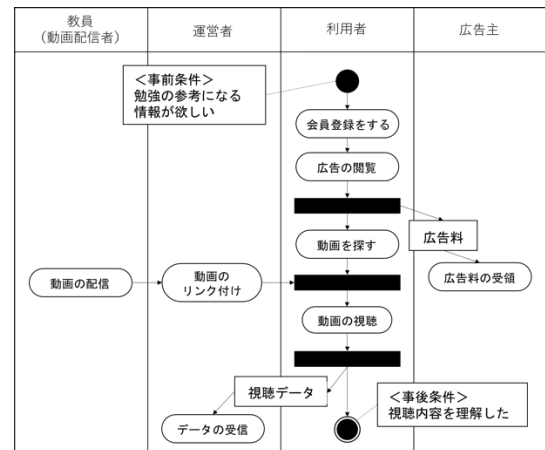 教員
（動画配信者）
運営者
利用者
広告主
＜事前条件＞
勉強の参考になる
情報が欲しい
会員登録をする
広告の閲覧
広告料
動画を探す
広告料の受領
動画の配信
動画の
リンク付け
動画の視聴
視聴データ
＜事後条件＞
視聴内容を理解した
データの受信